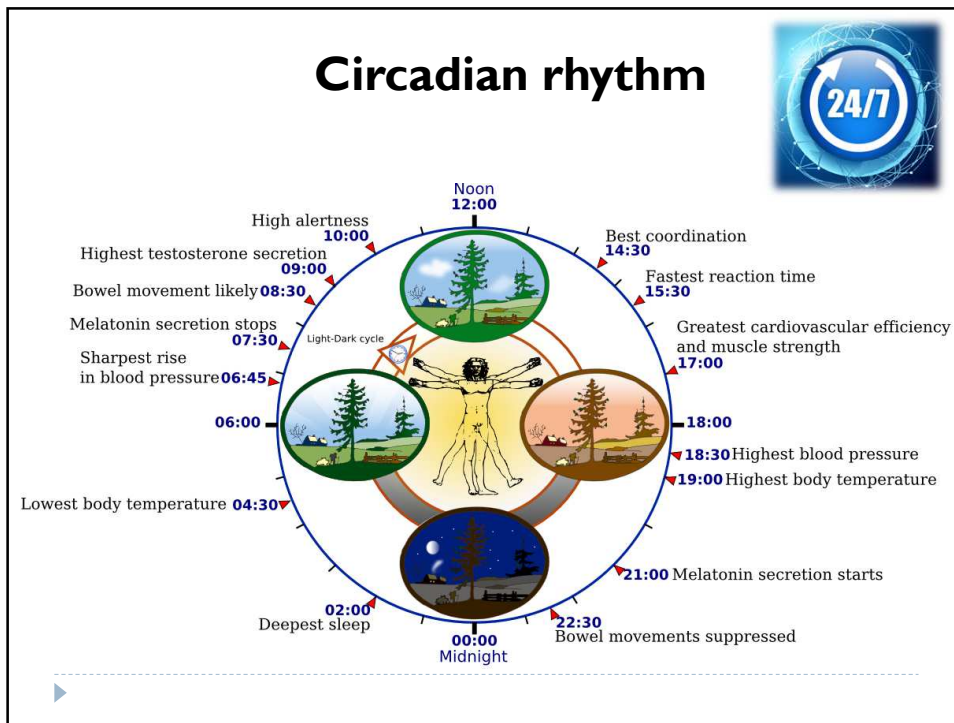 Circadian rhythm
24/7
Noon
12:00
High alertness
10:00
Highest testosterone secretion
09:00
Bowel movement likely 08:30
Melatonin secretion stops
07:30
Sharpest rise
in blood pressure 06:45
06:00
Lowest body temperature 04:30
02:00
Deepest sleep
00:00
Midnight
Light-Dark cycle
Best coordination
14:30
Fastest reaction time
15:30
Greatest cardiovascular efficiency
and muscle strength
17:00
18:00
18:30 Highest blood pressure
19:00 Highest body temperature
21:00 Melatonin secretion starts
22:30
Bowel movements suppressed